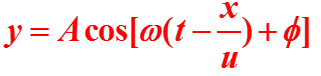 y = A cos[ω(t − x/u) + ϕ]